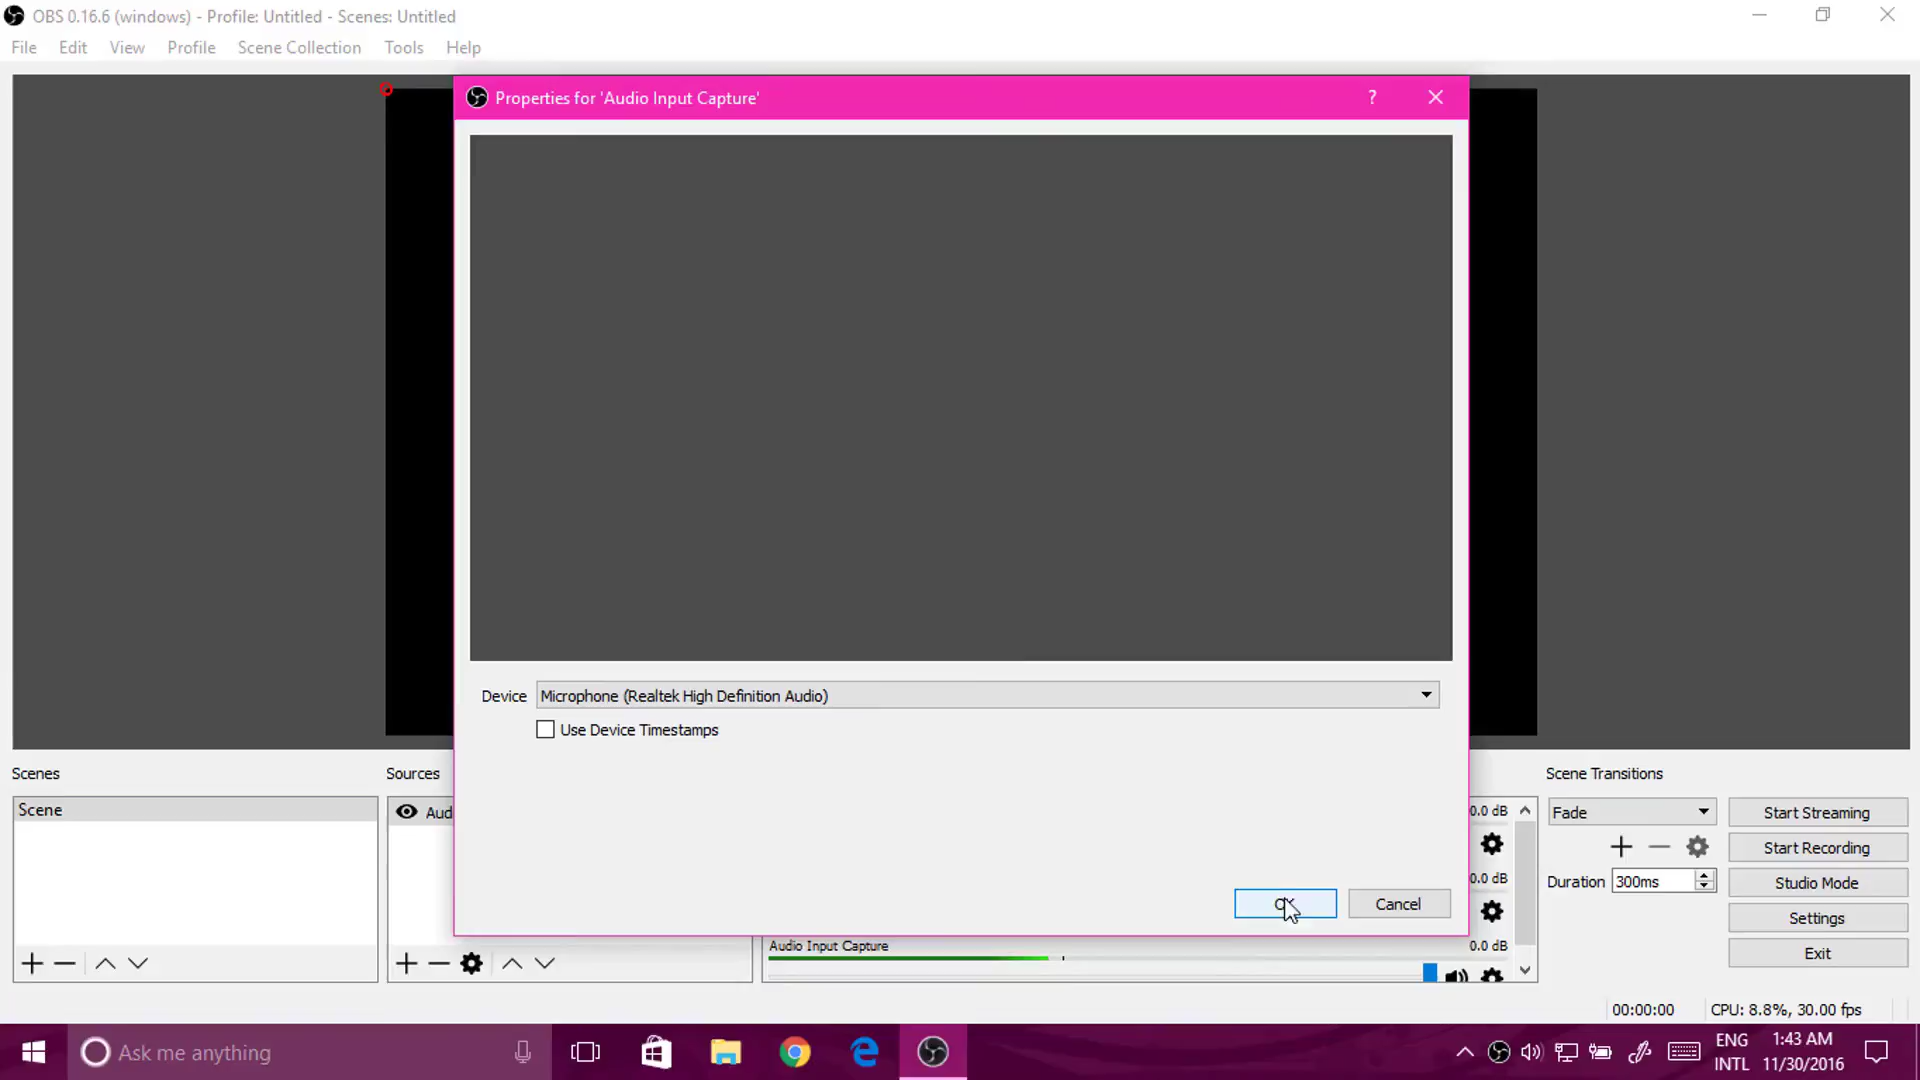 OBS 0.16.6 (windows) - Profile: Untitled - Scenes: Untitled
File Edit View Profile Scene Collection Tools Help
Properties for 'Audio Input Capture'
?
Device Microphone (Realtek High Definition Audio)
Use Device Timestamps
Scenes
Sources
Scene Transitions
Scene
Aud
0.0 dB
Fade
Start Streaming
Start Recording
0.0 dB
Duration 300ms
Studio Mode
Cancel
Settings
Audio Input Capture 0.0 dB
Exit
00:00:00 CPU: 8.8%, 30.00 fps
Ask me anything
ENG
INTL
1:43 AM
11/30/2016